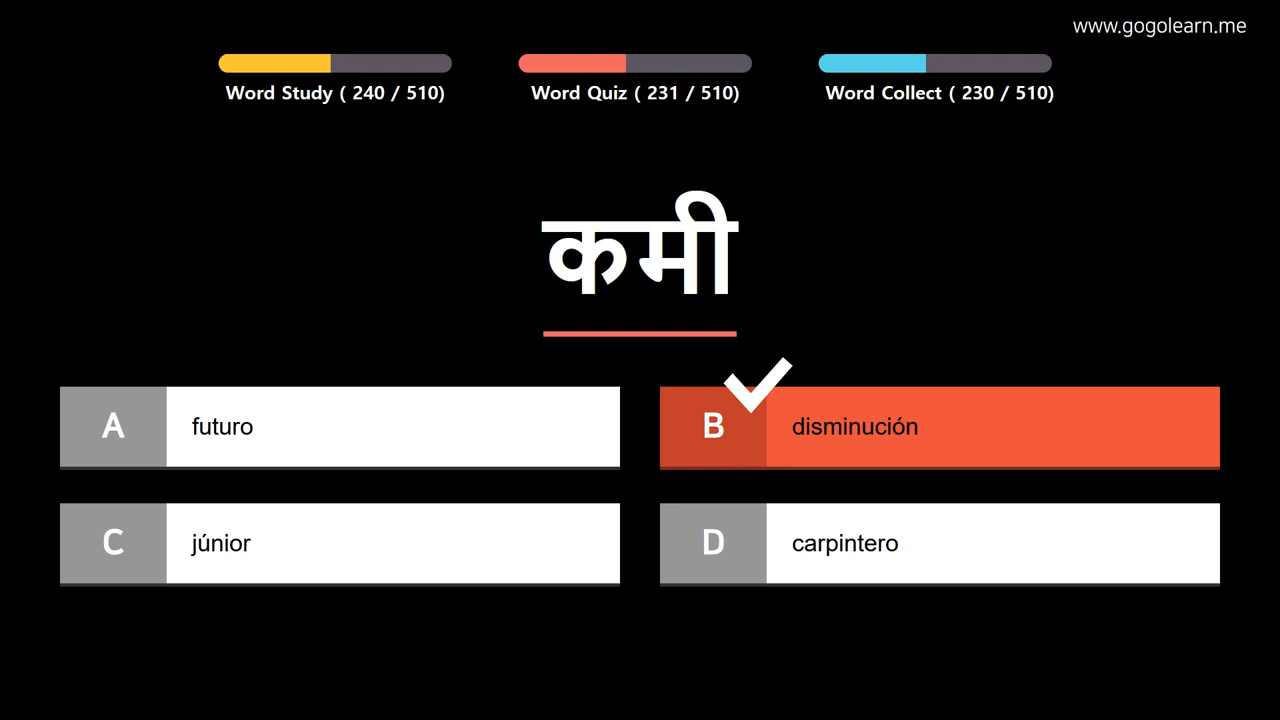 www.gogolearn.me
Word Study ( 240 / 510)
Word Quiz ( 231 / 510)
Word Collect ( 230 / 510)
कमी
A futuro
B disminución
C júnior
D carpintero